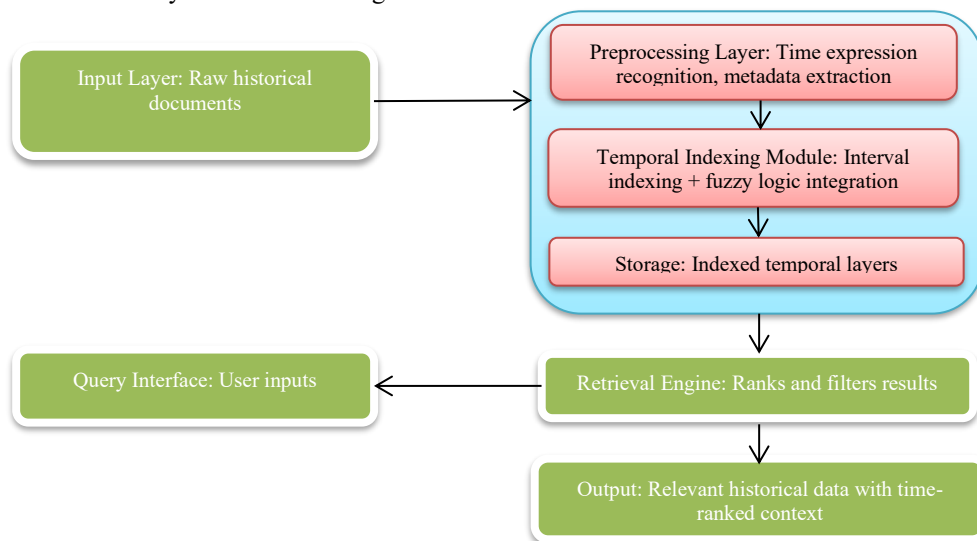 Input Layer: Raw historical
documents
Preprocessing Layer: Time expression
recognition, metadata extraction
Temporal Indexing Module: Interval
indexing + fuzzy logic integration
Storage: Indexed temporal layers
Query Interface: User inputs
Retrieval Engine: Ranks and filters results
Output: Relevant historical data with time-
ranked context